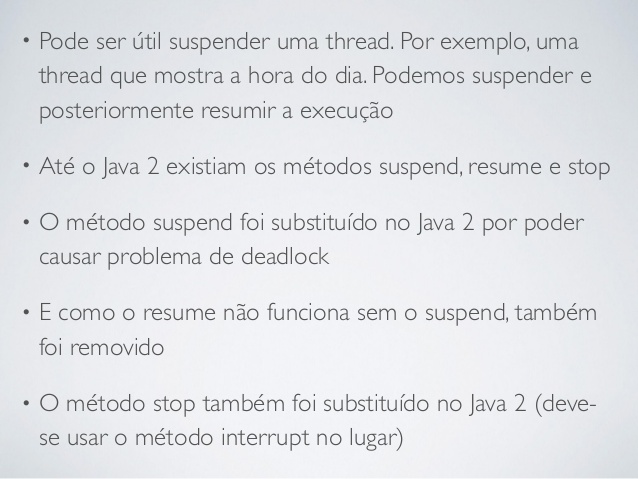 • Pode ser útil suspender uma thread. Por exemplo, uma
thread que mostra a hora do dia. Podemos suspender e
posteriormente resumir a execução
• Até o Java 2 existiam os métodos suspend, resume e stop
• O método suspend foi substituído no Java 2 por poder
causar problema de deadlock
• E como o resume não funciona sem o suspend, também
foi removido
• O método stop também foi substituído no Java 2 (deve-
se usar o método interrupt no lugar)